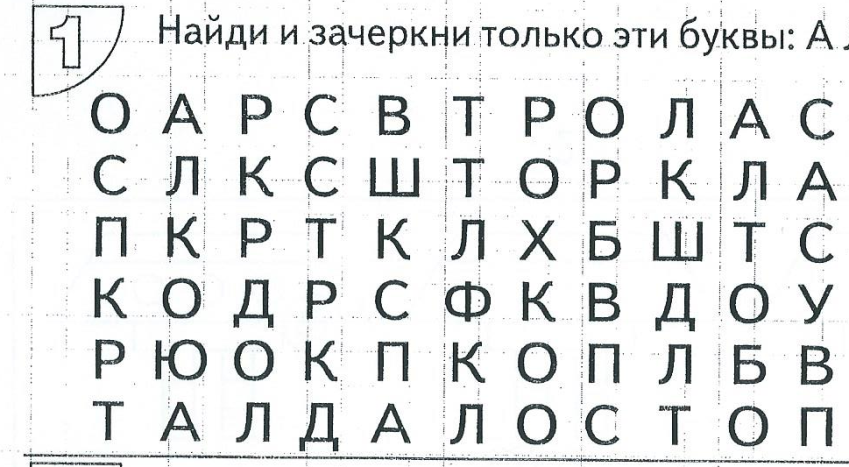 1
Найди и зачеркни только эти буквы: А
О А Р С В Т Р О Л А С
С Л К С Ш Т О Р К Л А
П К Р Т К Л Х Б Ш Т С
К О Д Р С Ф К В Д О У
Р Ю О К П К О П Л Б В
Т А Л Д А Л О С Т О П